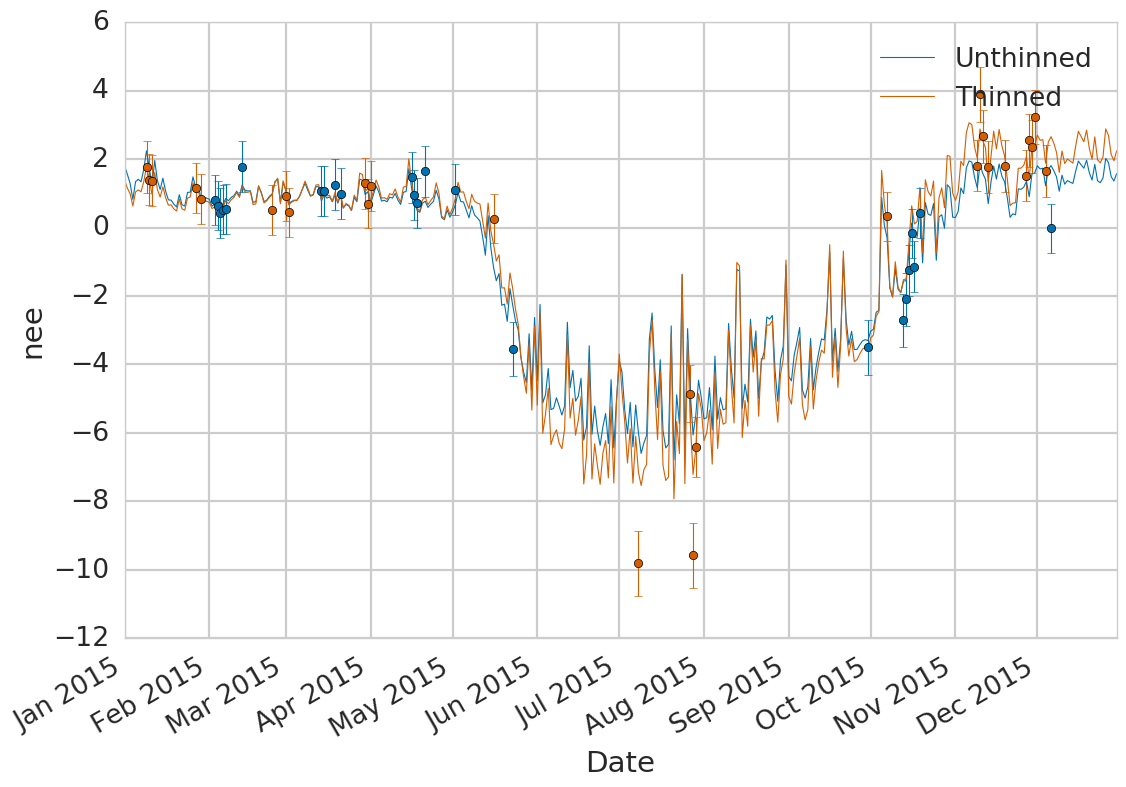 6
4
2
0
−2
−4
−6
−8
−10
−12
nee
Unthinned
Thinned
Jan 2015
Feb 2015
Mar 2015
Apr 2015
May 2015
Jun 2015
Jul 2015
Aug 2015
Sep 2015
Oct 2015
Nov 2015
Dec 2015
Date